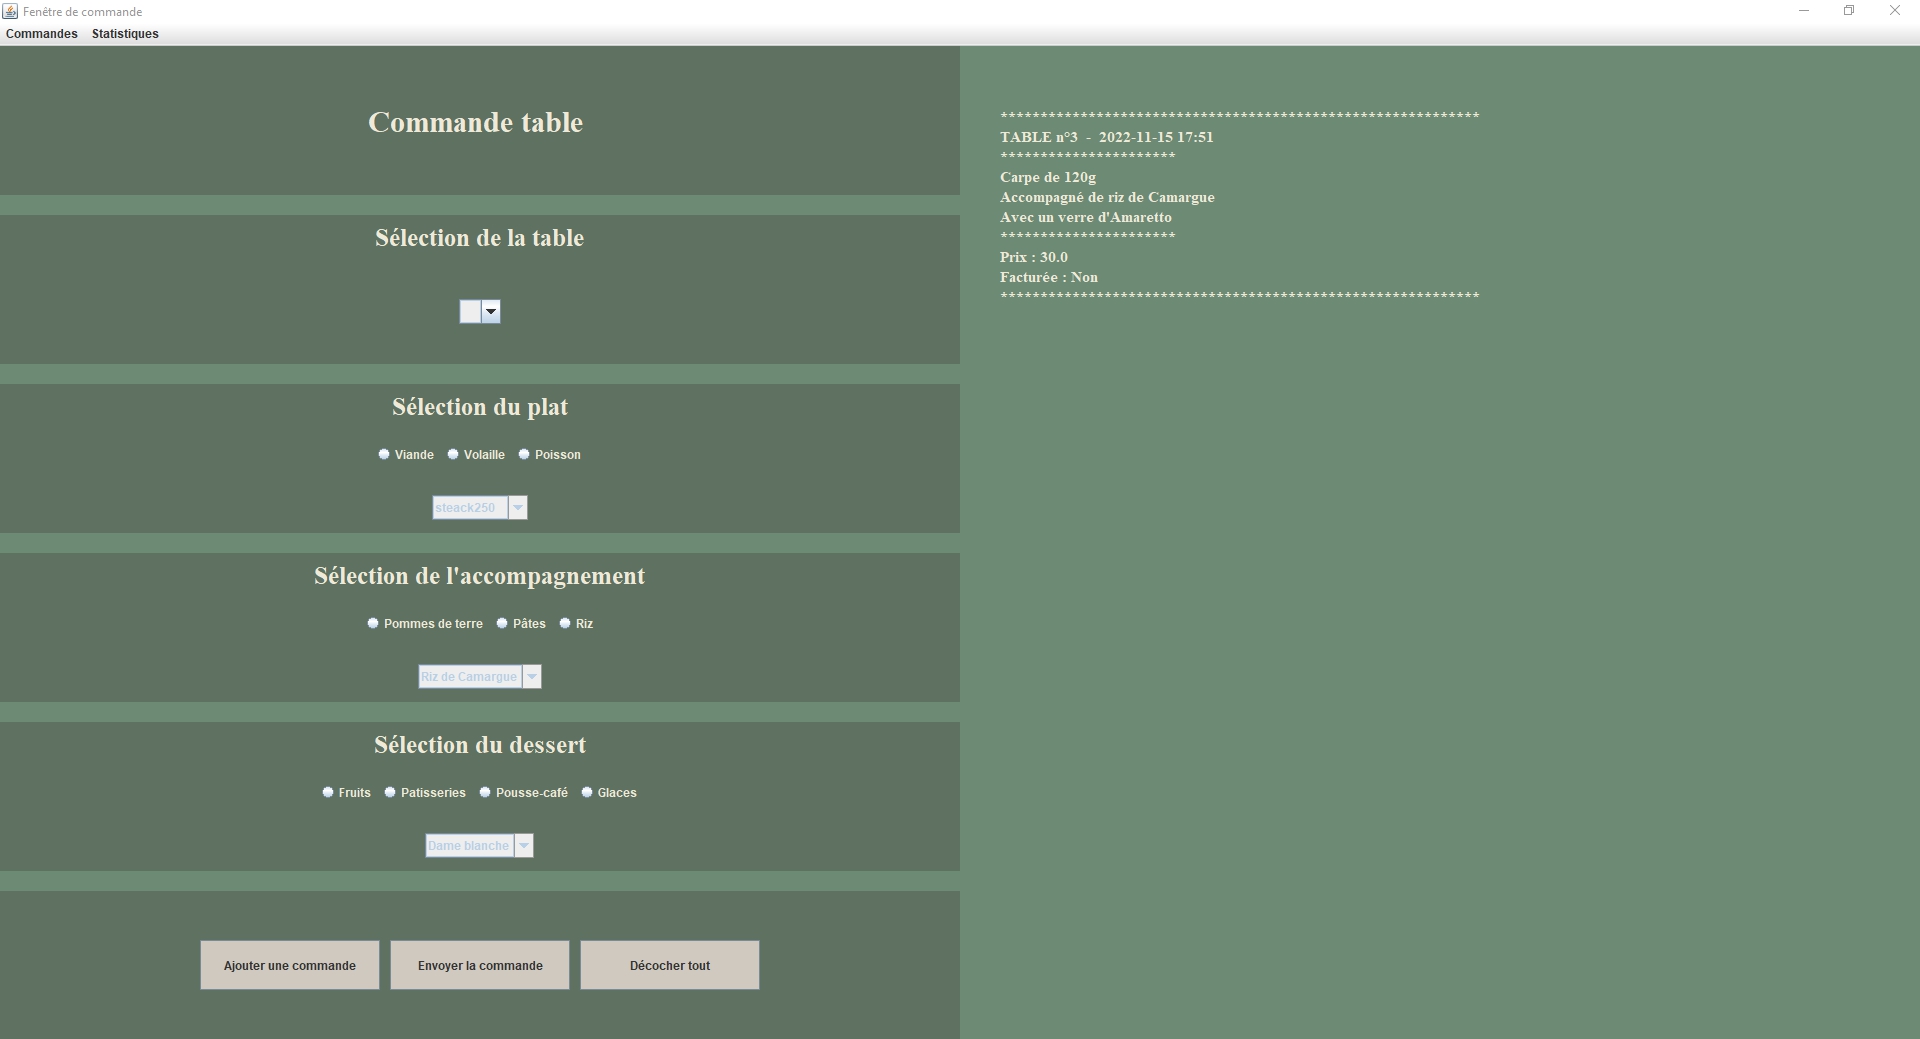 Fenêtre de commande
Commandes Statistiques
Commande table
Sélection de la table
Sélection du plat
Viande Volaille Poisson
steack250
Sélection de l'accompagnement
Pommes de terre Pâtes Riz
Riz de Camargue
Sélection du dessert
Fruits Patisseries Pousse-café Glaces
Dame blanche
Ajouter une commande Envoyer la commande Décocher tout
************************************************************
TABLE n°3 - 2022-11-15 17:51
**********************
Carpe de 120g
Accompagné de riz de Camargue
Avec un verre d'Amaretto
**********************
Prix : 30.0
Facturée : Non
************************************************************